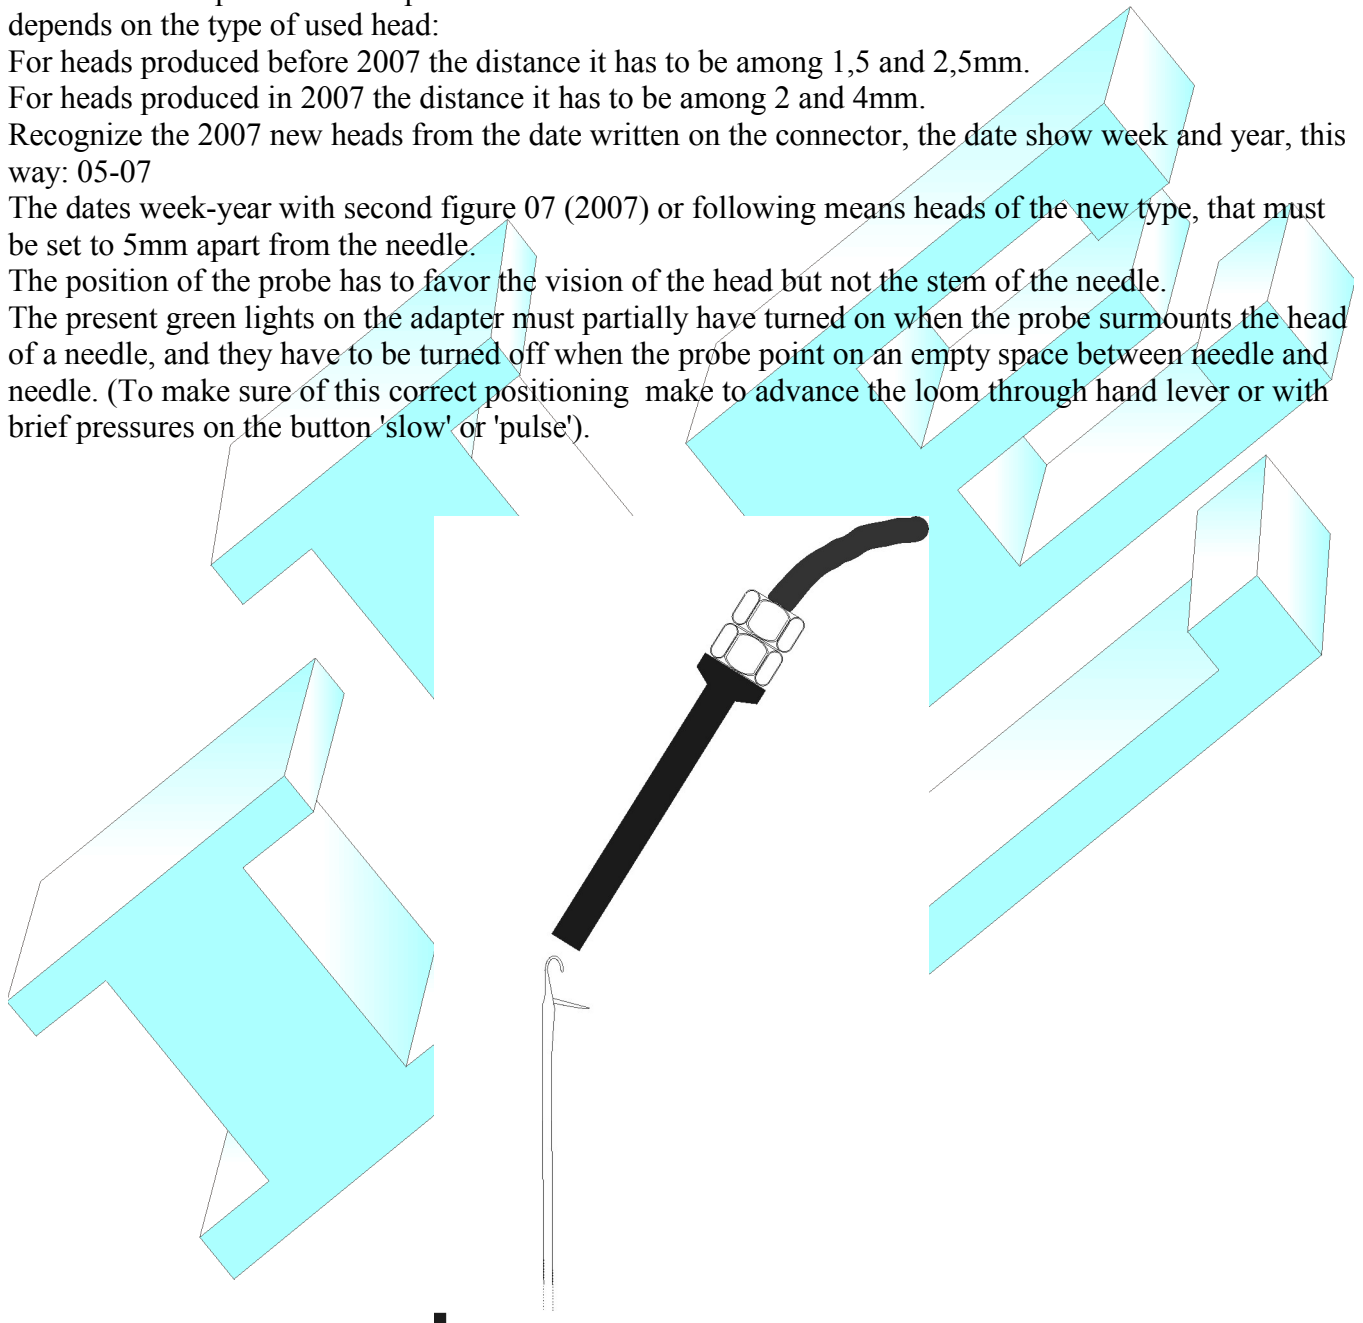 depends on the type of used head:
For heads produced before 2007 the distance it has to be among 1,5 and 2,5mm.
For heads produced in 2007 the distance it has to be among 2 and 4mm.
Recognize the 2007 new heads from the date written on the connector, the date show week and year, this
way: 05-07
The dates week-year with second figure 07 (2007) or following means heads of the new type, that must
be set to 5mm apart from the needle.
The position of the probe has to favor the vision of the head but not the stem of the needle.
The present green lights on the adapter must partially have turned on when the probe surmounts the head
of a needle, and they have to be turned off when the probe point on an empty space between needle and
needle. (To make sure of this correct positioning  make to advance the loom through hand lever or with
brief pressures on the button 'slow' or 'pulse').